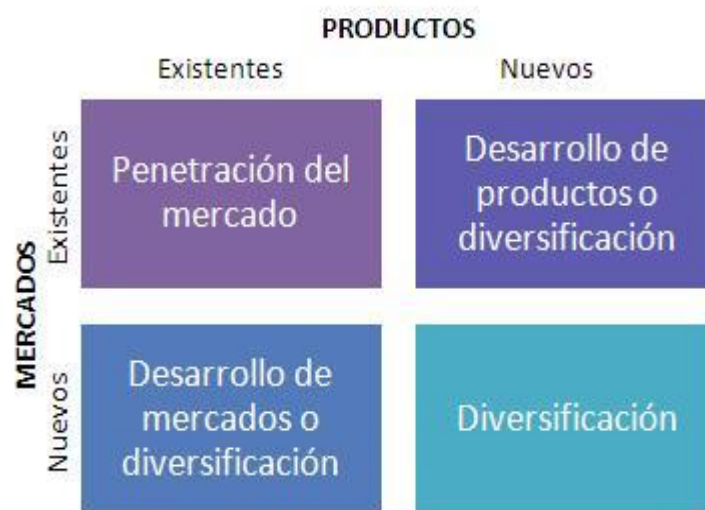 PRODUCTOS
Existentes
Nuevos
MERCADOS
Existentes
Penetración del
mercado
Desarrollo de
productos o
diversificación
Nuevos
Desarrollo de
mercados o
diversificación
Diversificación